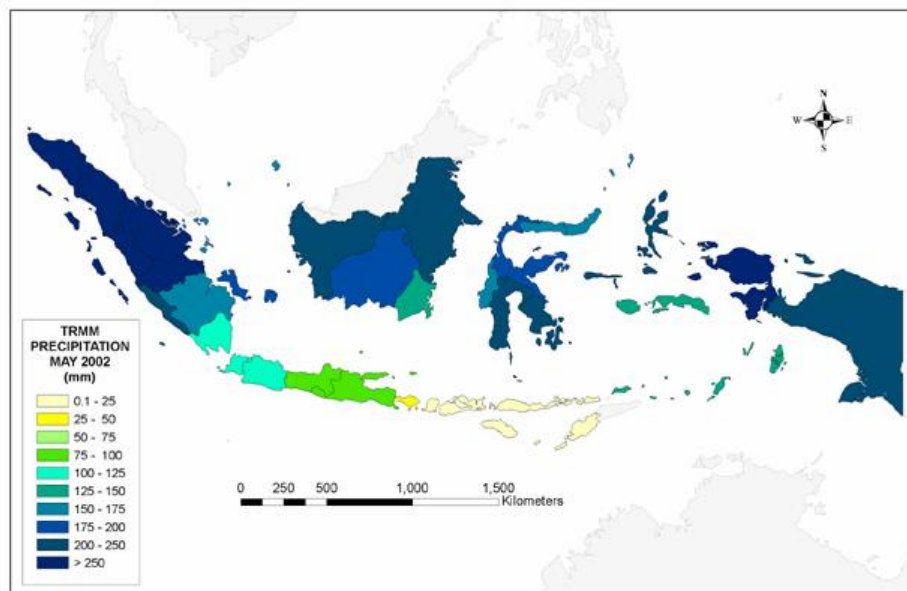 N
W E
S
TRMM
PRECIPITATION
MAY 2002
(mm)
0.1 - 25
25 - 50
50 - 75
75 - 100
100 - 125
125 - 150
150 - 175
175 - 200
200 - 250
> 250
0 250 500 1,000 1,500
Kilometers